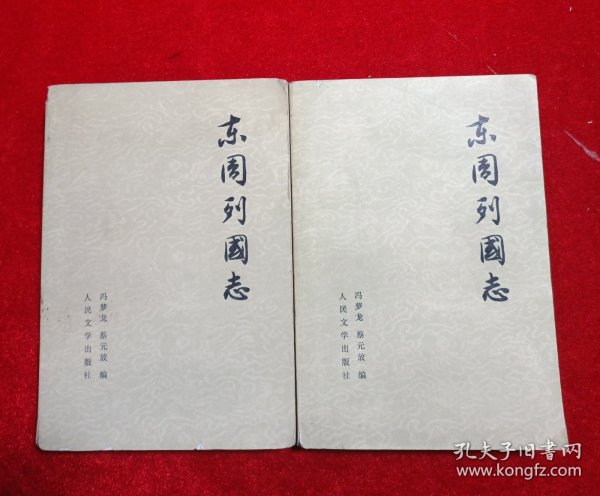 东周列國志
冯梦龙 蔡元放 编
人民文学出版社
东周列國志
冯梦龙 蔡元放 编
人民文学出版社
孔夫子旧书网
www.kongfz.com